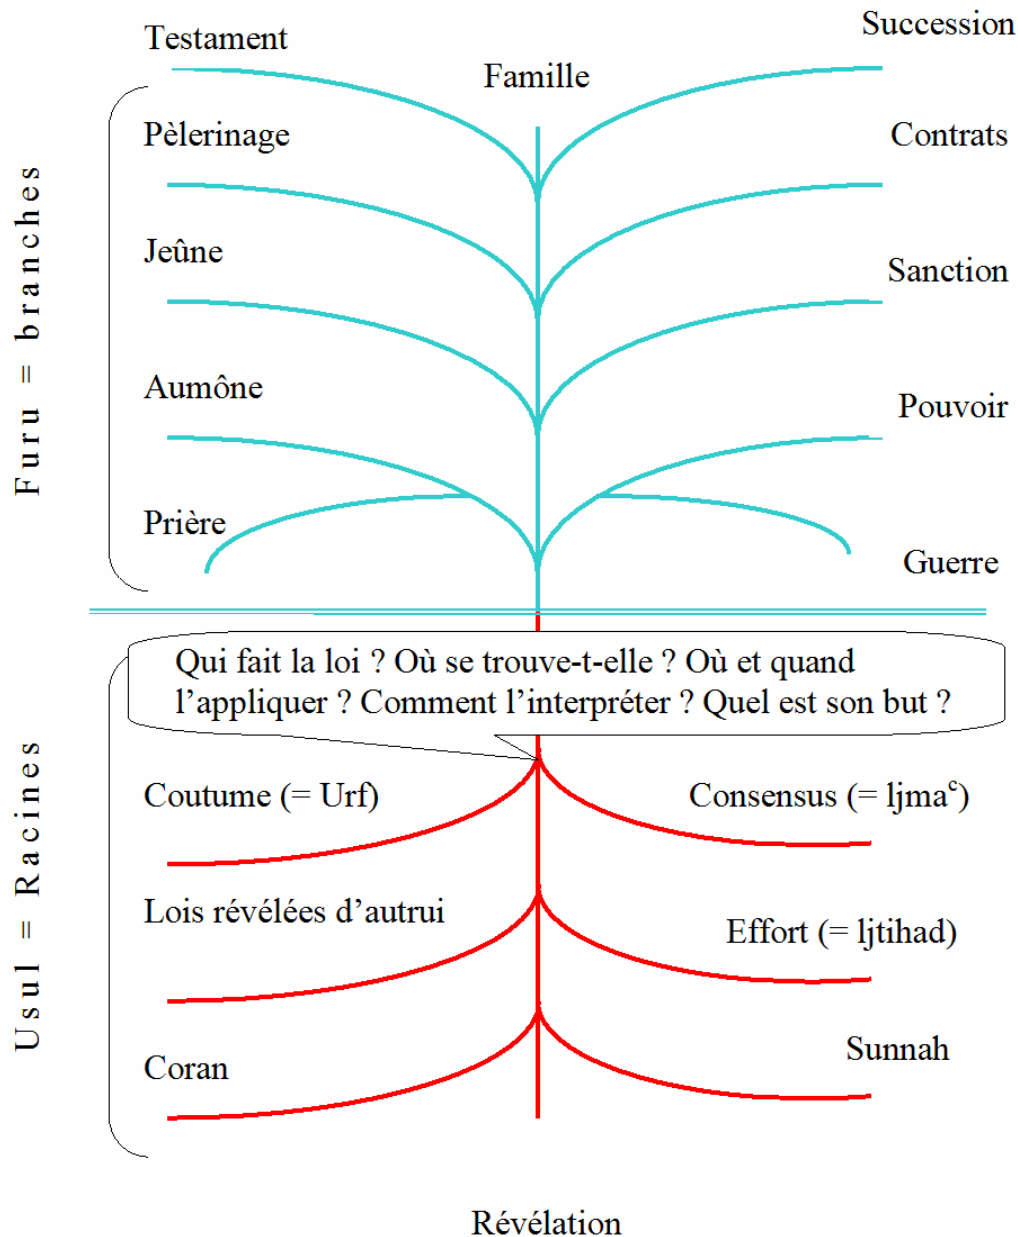 Testament
Succession
Famille
Pèlerinage
Contrats
Jeûne
Sanction
Aumône
Pouvoir
Prière
Guerre
Furu = branches
Qui fait la loi ? Où se trouve-t-elle ? Où et quand
l’appliquer ? Comment l’interpréter ? Quel est son but ?
Coutume (= Urf)
Consensus (= ljmaᶜ)
Lois révélées d’autrui
Effort (= ljtihad)
Coran
Sunnah
Usul = Racines
Révélation